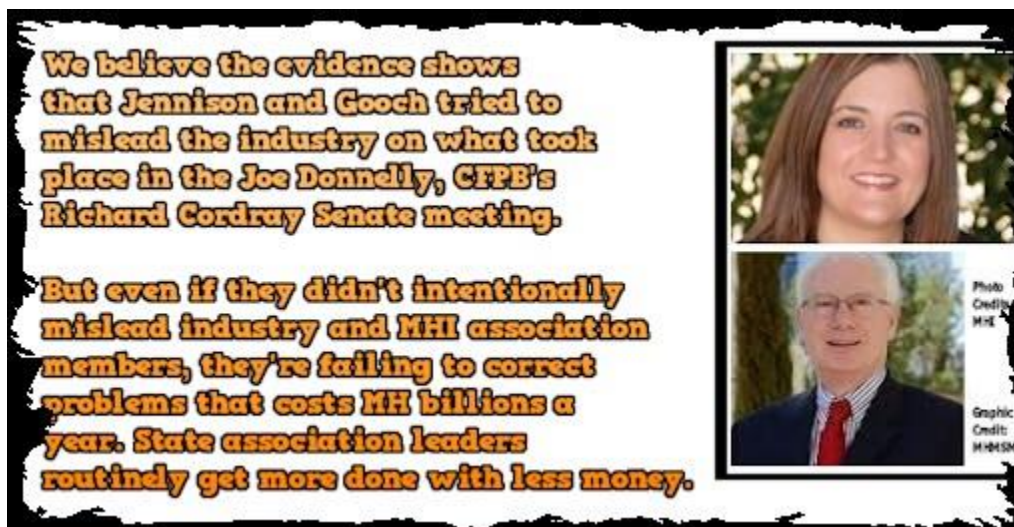 We believe the evidence shows
that Jennison and Gooch tried to
mislead the industry on what took
place in the Joe Donnelly, CFPB's
Richard Cordray Senate meeting.
But even if they didn't intentionally
mislead industry and MHI association
members, they're failing to correct
problems that costs MH billions a
year. State association leaders
routinely get more done with less money.
Photo
Credits
MHI
Graphic
Credit:
MHMSM